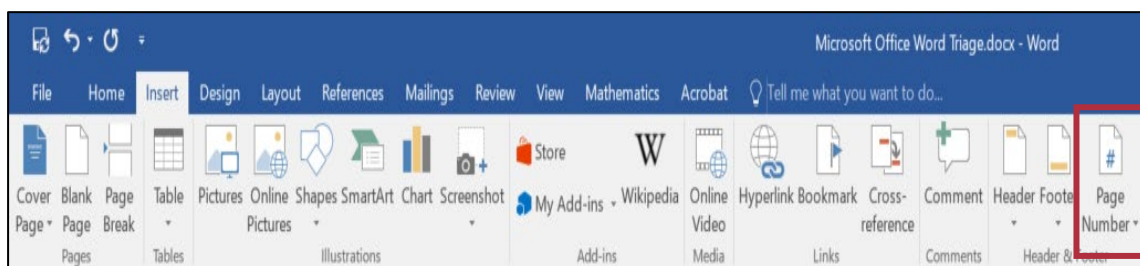 Microsoft Office Word Triage.docx - Word
File Home Insert Design Layout References Mailings Review View Mathematics Acrobat Tell me what you want to do...
Store W
Cover Blank Page Table Pictures Online Shapes SmartArt Chart Screenshot My Add-ins Wikipedia Online Hyperlink Bookmark Cross- Comment Header Footer Page
Page Page Break Pictures Video reference Number
Pages Tables Illustrations Add-ins Media Links Comments Header & Footer